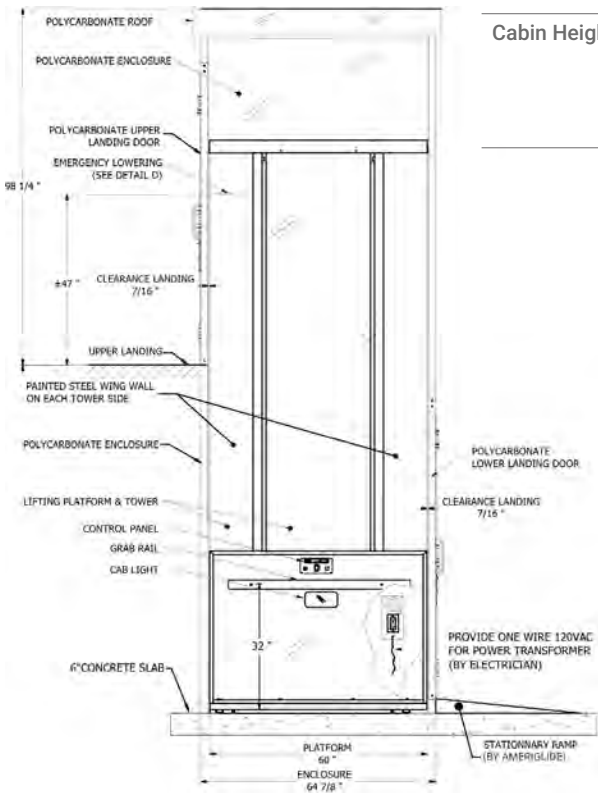 POLYCARBONATE ROOF
Cabin Heigh
POLYCARBONATE ENCLOSURE
POLYCARBONATE UPPER
LANDING DOOR
EMERGENCY LOWERING
(SEE DETAIL D)
98 1/4 "
±47 "
CLEARANCE LANDING
7/16 "
UPPER LANDING
PAINTED STEEL WING WALL
ON EACH TOWER SIDE
POLYCARBONATE ENCLOSURE
POLYCARBONATE
LOWER LANDING DOOR
LIFTING PLATFORM & TOWER
CLEARANCE LANDING
7/16 "
CONTROL PANEL
GRAB RAIL
CAB LIGHT
32 "
PROVIDE ONE WIRE 120VAC
FOR POWER TRANSFORMER
(BY ELECTRICIAN)
6"CONCRETE SLAB
PLATFORM
60 "
STATIONNARY RAMP
(BY AMERIGLIDE)
ENCLOSURE
64 7/8 "